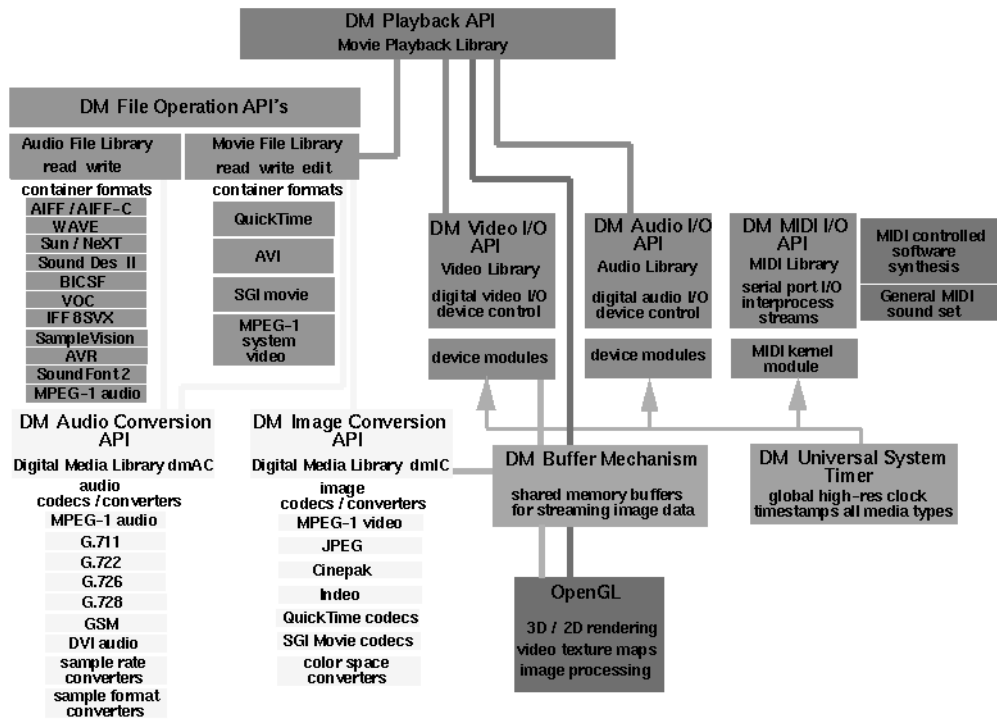 DM Playback API
Movie Playback Library
DM File Operation API's
Audio File Library
read write
Movie File Library
read write edit
container formats
AIFF / AIFF-C
WAVE
Sun / NeXT
Sound Des II
BICSF
VOC
IFF 8SVX
SampleVision
AVR
SoundFont 2
MPEG-1 audio
container formats
QuickTime
AVI
SGI movie
MPEG-1
system
video
DM Video I/O
API
Video Library
digital video I/O
device control
device modules
DM Audio I/O
API
Audio Library
digital audio I/O
device control
device modules
DM MIDI I/O
API
MIDI Library
serial port I/O
interprocess
streams
MIDI kernel
module
MIDI controlled
software
synthesis
General MIDI
sound set
DM Audio Conversion
API
Digital Media Library dmAC
audio
codecs / converters
MPEG-1 audio
G.711
G.722
G.726
G.728
GSM
DVI audio
sample rate
converters
sample format
converters
DM Image Conversion
API
Digital Media Library dmIC
image
codecs / converters
MPEG-1 video
JPEG
Cinepak
Indeo
QuickTime codecs
SGI Movie codecs
color space
converters
DM Buffer Mechanism
shared memory buffers
for streaming image data
DM Universal System
Timer
global high-res clock
timestamps all media types
OpenGL
3D / 2D rendering
video texture maps
image processing